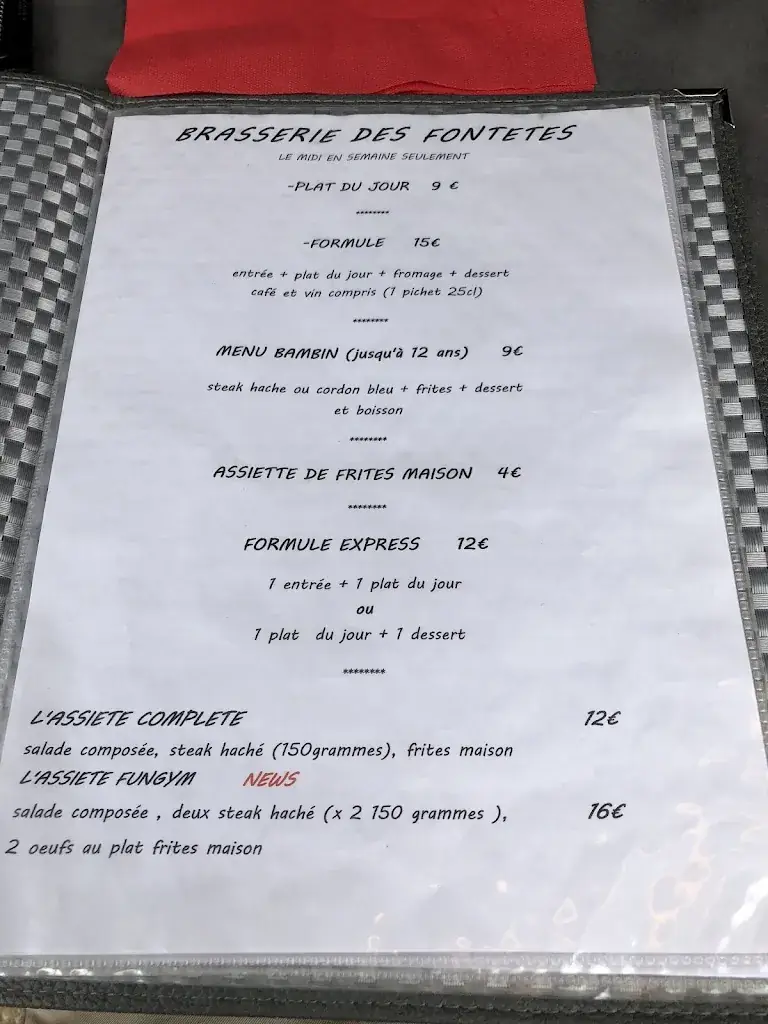 BRASSERIE DES FONTETES
LE MIDI EN SEMAINE SEULEMENT
-PLAT DU JOUR 9 €
********
-FORMULE 15€
entrée + plat du jour + fromage + dessert
café et vin compris (1 pichet 25cl)
********
MENU BAMBIN (jusqu'à 12 ans) 9€
steak hache ou cordon bleu + frites + dessert
et boisson
********
ASSIETTE DE FRITES MAISON 4€
********
FORMULE EXPRESS 12€
1 entrée + 1 plat du jour
ou
1 plat du jour + 1 dessert
********
L'ASSIETE COMPLETE 12€
salade composée, steak haché (150grammes), frites maison
L'ASSIETE FUNGYM NEWS
salade composée , deux steak haché (x 2 150 grammes ), 16€
2 oeufs au plat frites maison